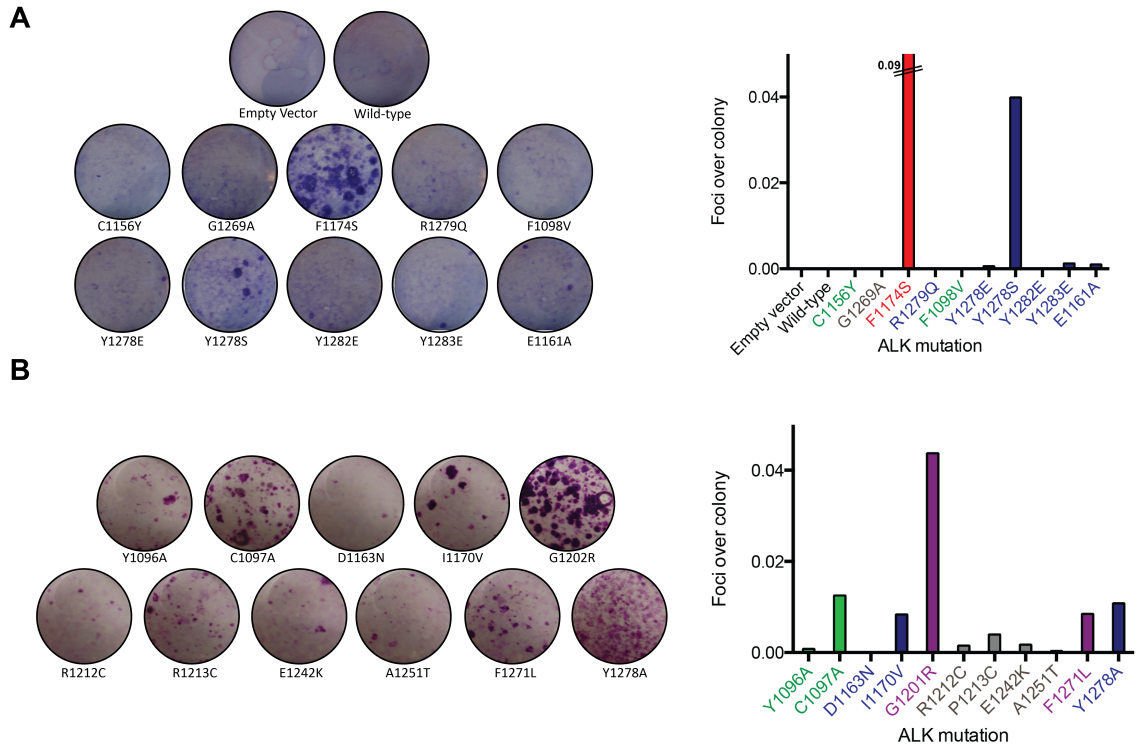 A
Empty Vector Wild-type
C1156Y G1269A F1174S R1279Q F1098V
Y1278E Y1278S Y1282E Y1283E E1161A
Foci over colony
0.04
0.02
0.00
0.09
Empty vector
Wild-type
C1156Y
G1269A
F1174S
R1279Q
F1098V
Y1278E
Y1278S
Y1282E
Y1283E
E1161A
ALK mutation
B
Y1096A C1097A D1163N I1170V G1202R
R1212C R1213C E1242K A1251T F1271L Y1278A
Foci over colony
0.04
0.02
0.00
Y1096A
C1097A
D1163N
I1170V
G1201R
R1212C
P1213C
E1242K
A1251T
F1271L
Y1278A
ALK mutation